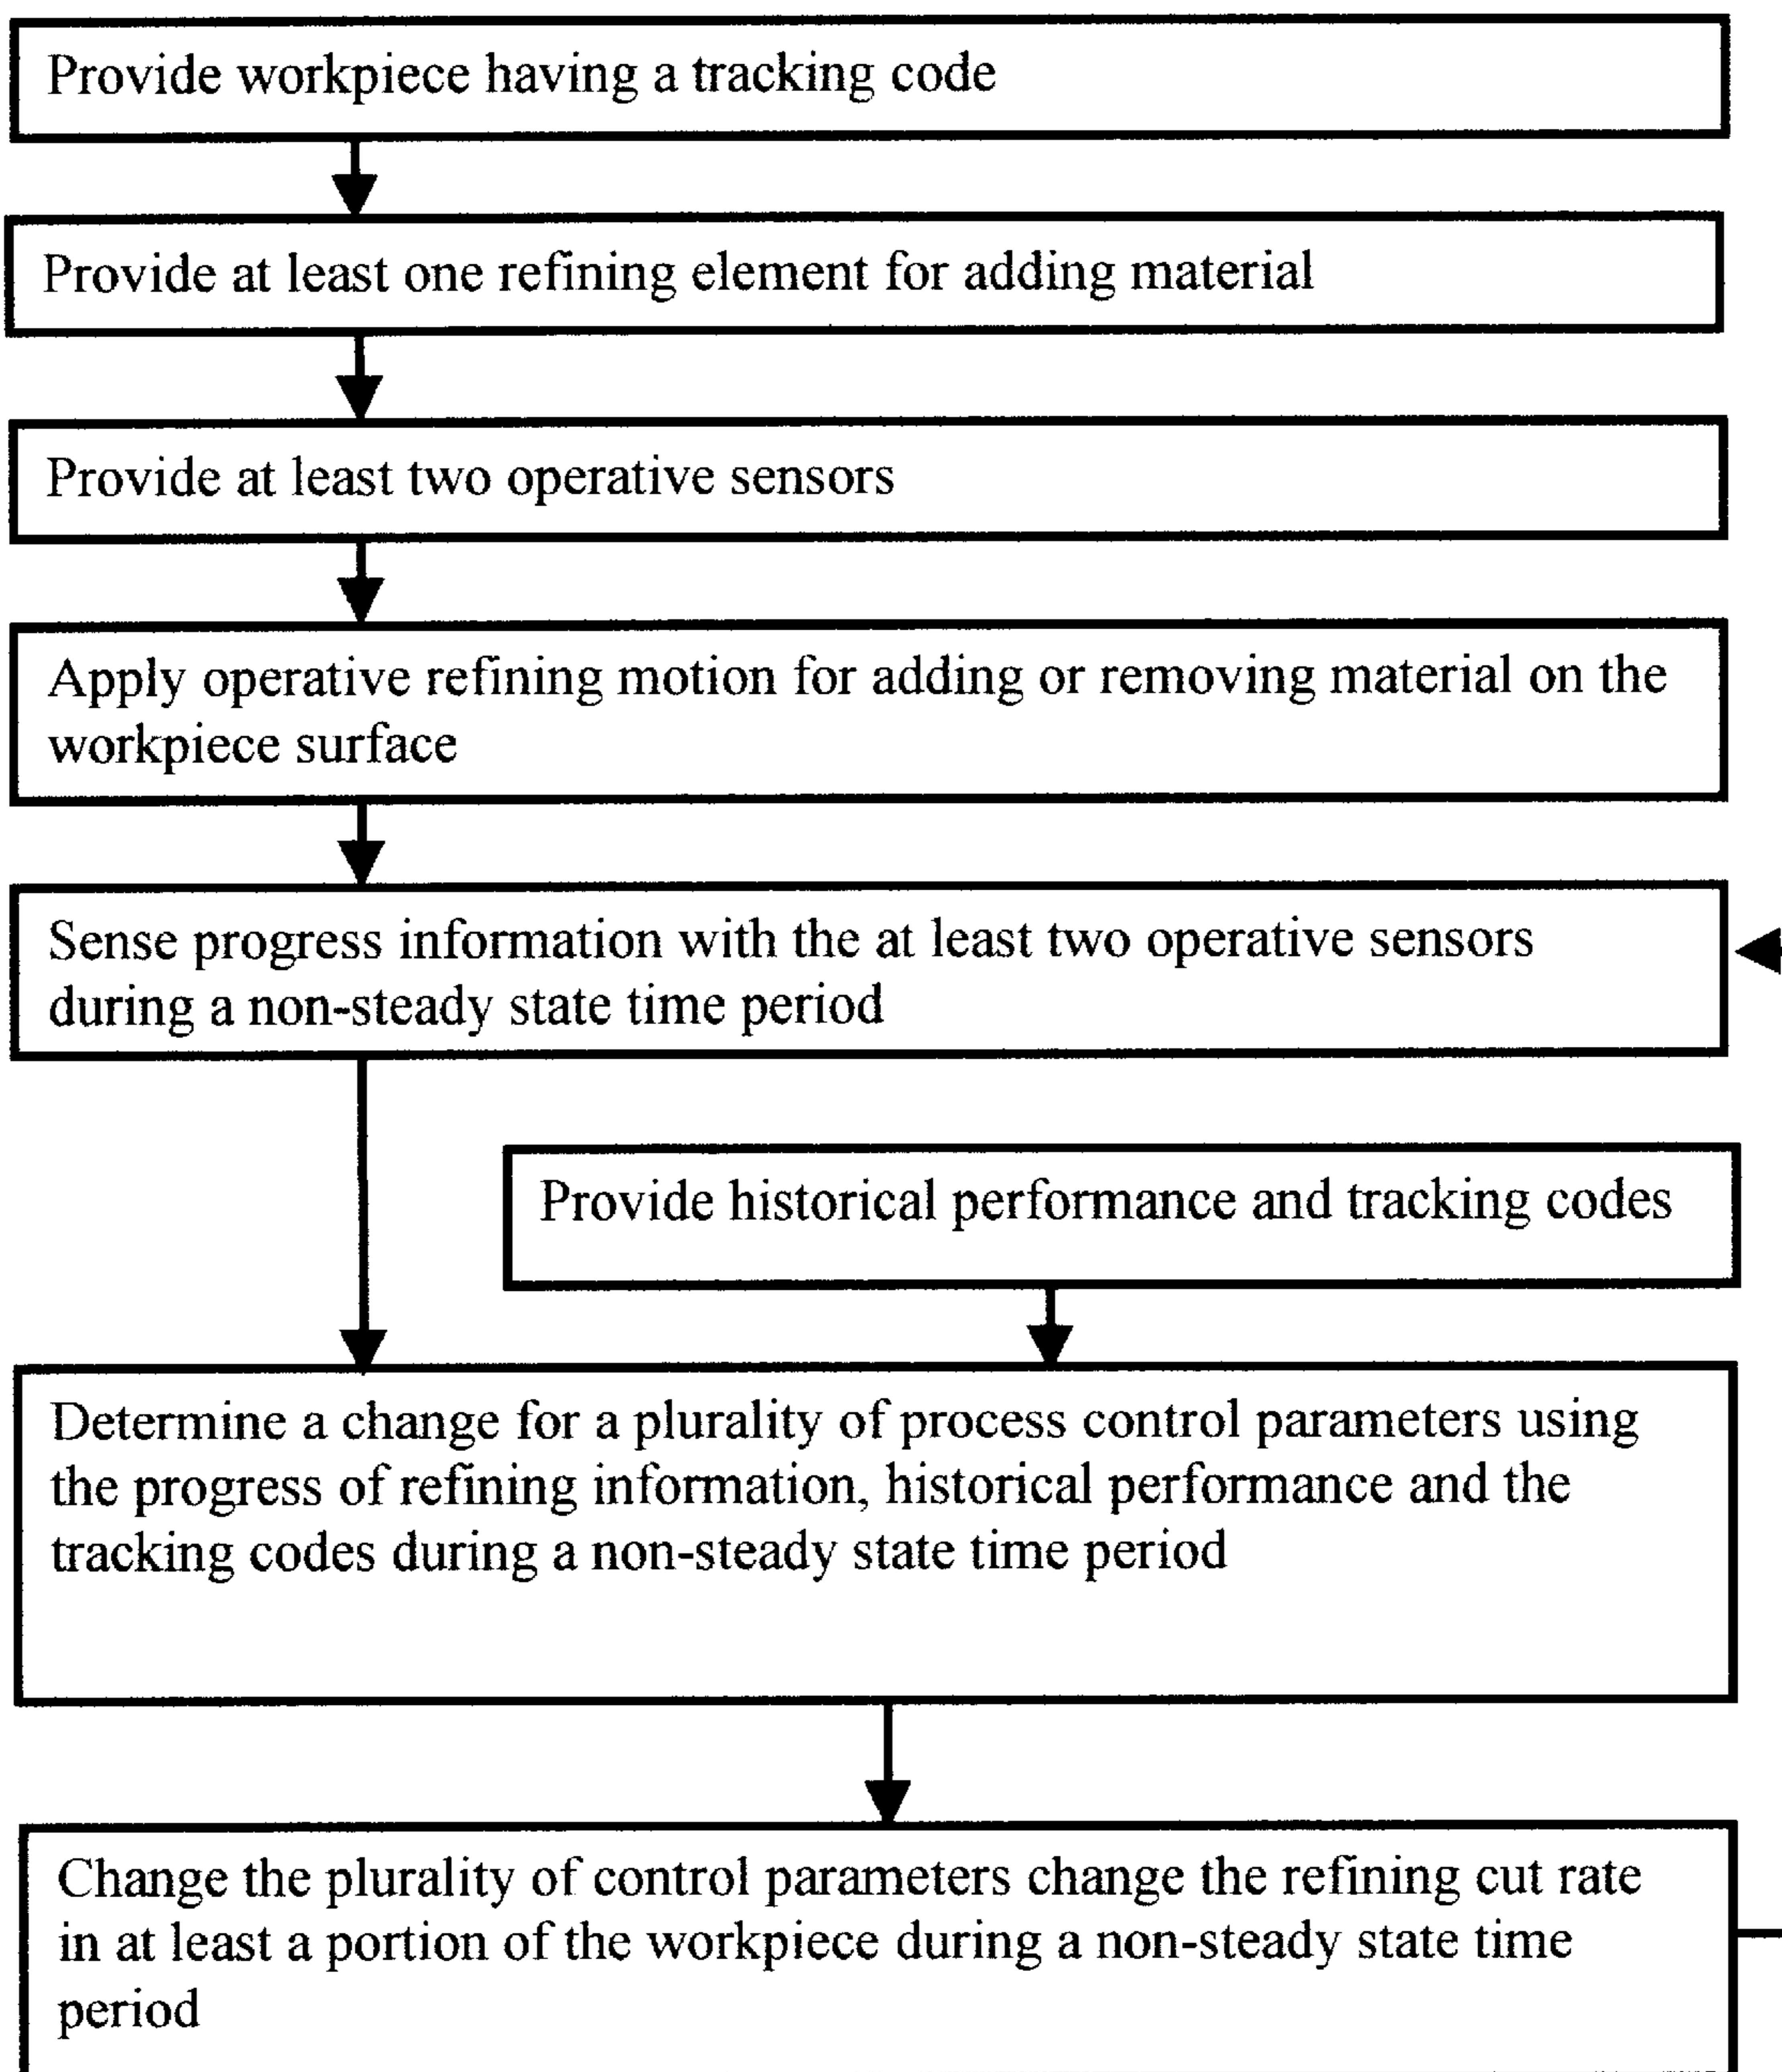 Provide workpiece having a tracking code
Provide at least one refining element for adding material
Provide at least two operative sensors
Apply operative refining motion for adding or removing material on the
workpiece surface
Sense progress information with the at least two operative sensors
during a non-steady state time period
Provide historical performance and tracking codes
Determine a change for a plurality of process control parameters using
the progress of refining information, historical performance and the
tracking codes during a non-steady state time period
Change the plurality of control parameters change the refining cut rate
in at least a portion of the workpiece during a non-steady state time
period